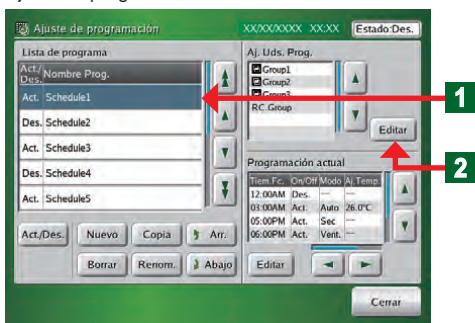 Ajuste de programación XX/XX/XXXX XX:XX Estado:Des.
Lista de programa
Act./Des. Nombre Prog.
Act. Schedule1
Des. Schedule2
Act. Schedule3
Des. Schedule4
Act. Schedule5
Act./Des. Nuevo Copia Arr.
Borrar Renom. Abajo
Aj. Uds. Prog.
Group1
Group2
Group3
RC Group
Editar
Programación actual
Tiem.Fc. On/Off Modo Aj.Temp.
12:00AM Des. --- ---
03:00AM Act. Auto 26.0°C
05:00PM Act. Sec ---
06:00PM Act. Vent. ---
Editar
Cerrar
1
2